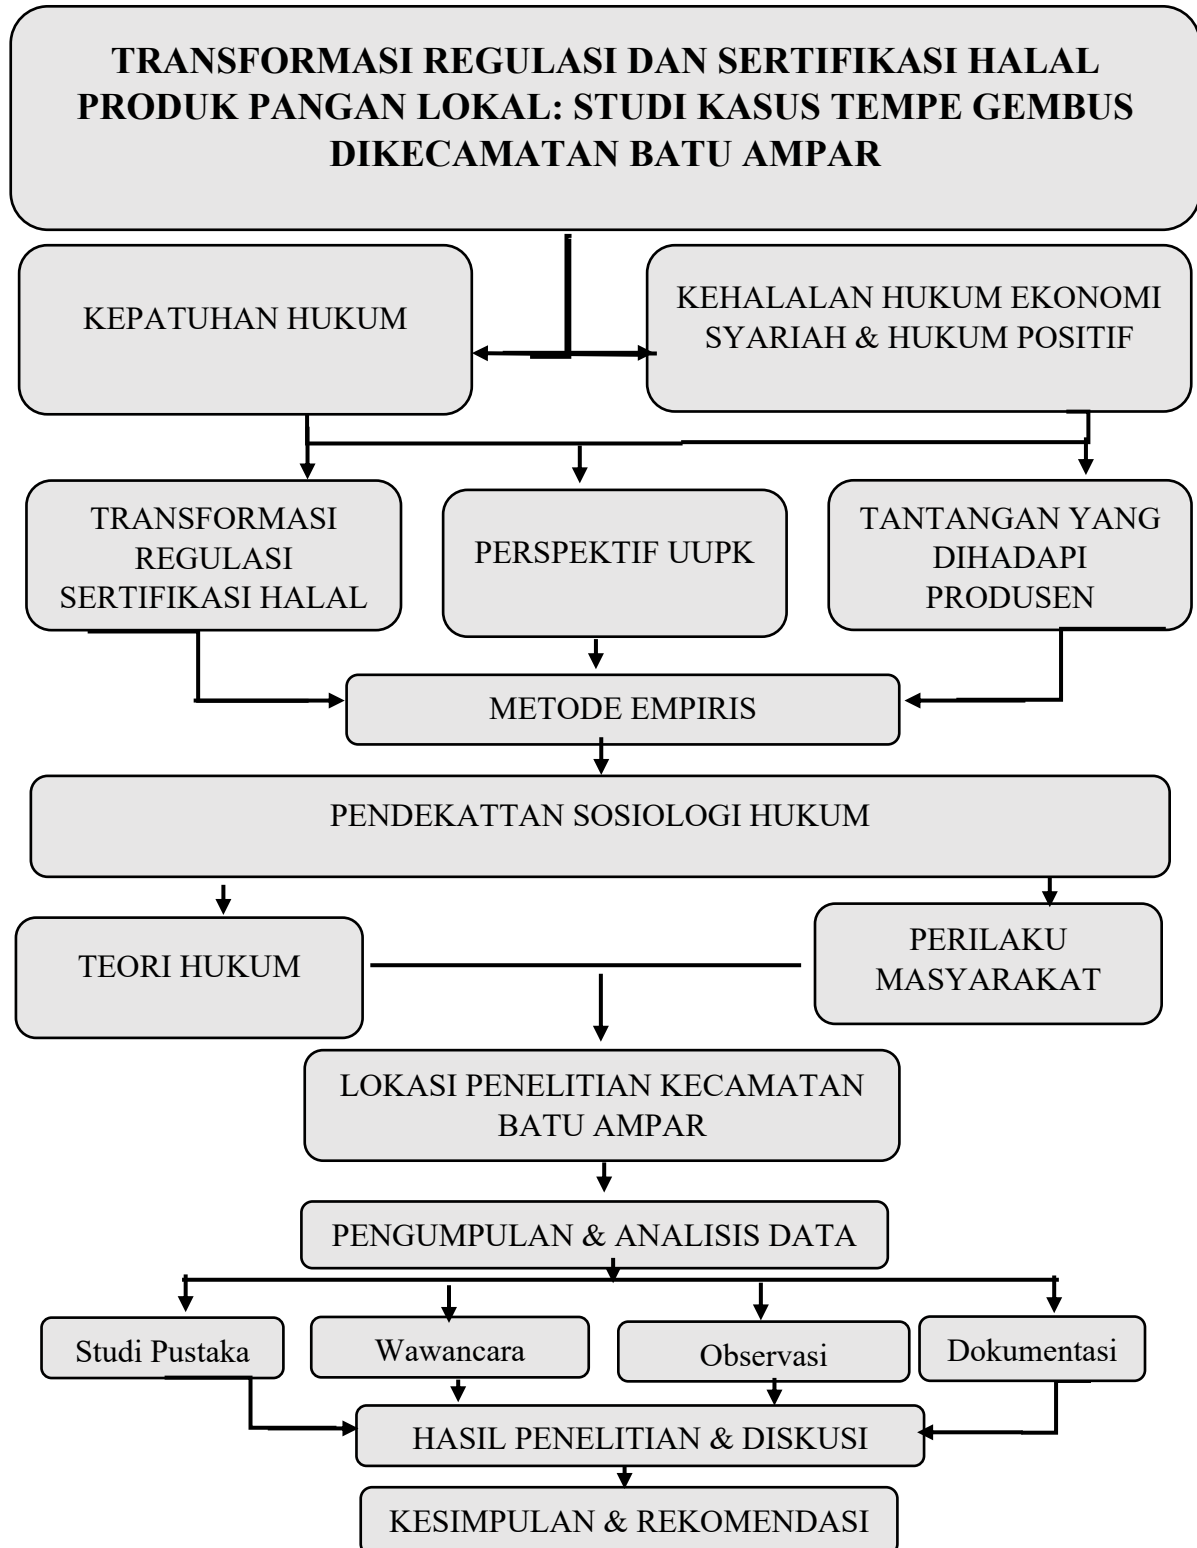 TRANSFORMASI REGULASI DAN SERTIFIKASI HALAL
PRODUK PANGAN LOKAL: STUDI KASUS TEMPE GEMBUS
DIKECAMATAN BATU AMPAR
KEPATUHAN HUKUM
KEHALALAN HUKUM EKONOMI
SYARIAH & HUKUM POSITIF
TRANSFORMASI
REGULASI
SERTIFIKASI HALAL
PERSPEKTIF UUPK
TANTANGAN YANG
DIHADAPI
PRODUSEN
METODE EMPIRIS
PENDEKATTAN SOSIOLOGI HUKUM
TEORI HUKUM
PERILAKU
MASYARAKAT
LOKASI PENELITIAN KECAMATAN
BATU AMPAR
PENGUMPULAN & ANALISIS DATA
Studi Pustaka
Wawancara
Observasi
Dokumentasi
HASIL PENELITIAN & DISKUSI
KESIMPULAN & REKOMENDASI